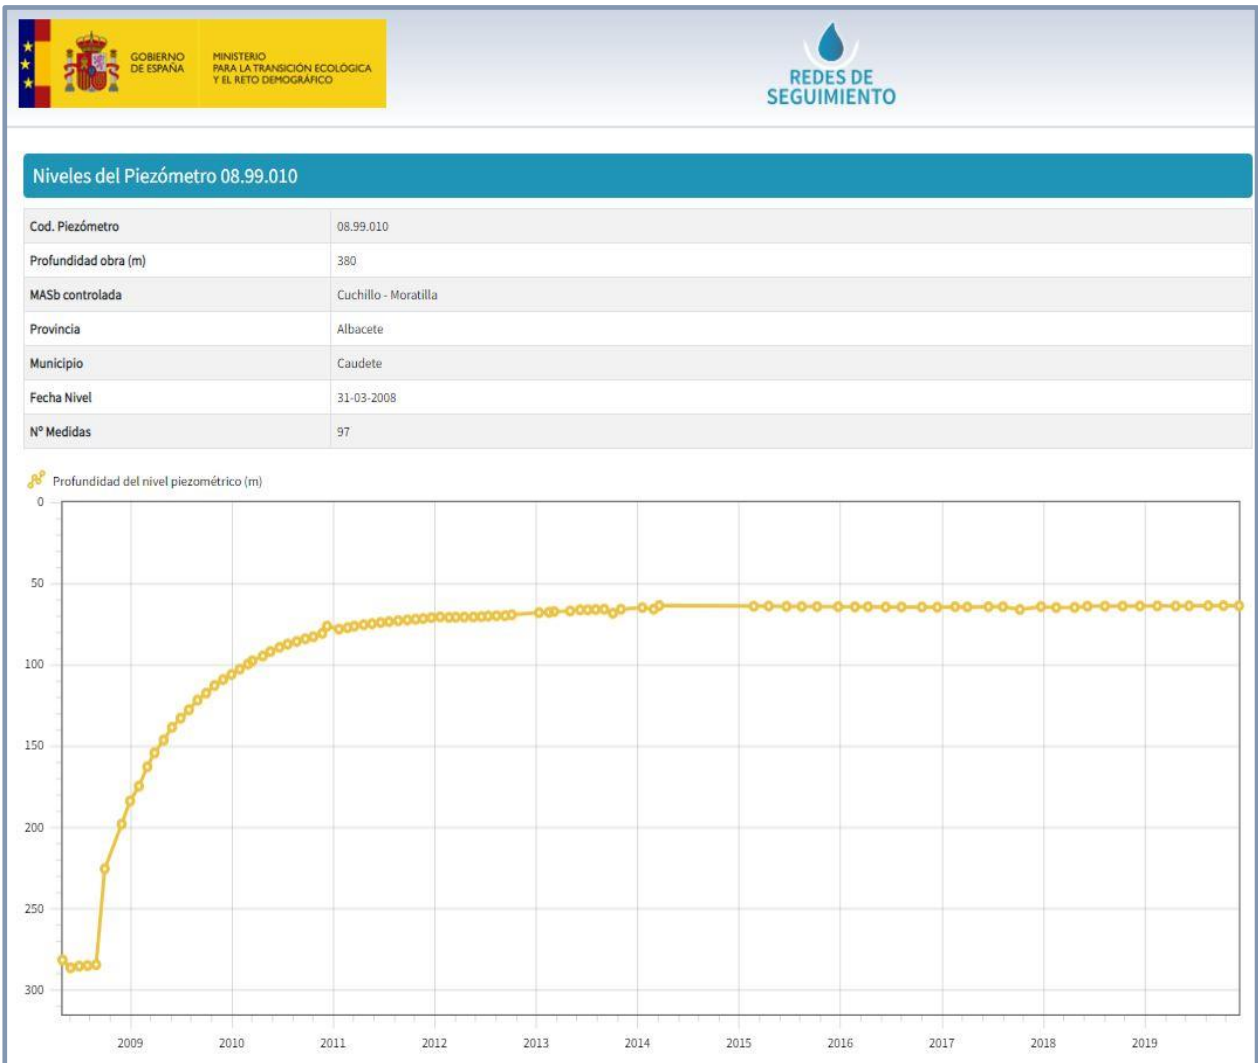 GOBIERNO
DE ESPAÑA
MINISTERIO
PARA LA TRANSICIÓN ECOLÓGICA
Y EL RETO DEMOGRÁFICO
REDES DE
SEGUIMIENTO
Niveles del Piezómetro 08.99.010
Cod. Piezómetro 08.99.010
Profundidad obra (m) 380
MASb controlada Cuchillo - Moratilla
Provincia Albacete
Municipio Caudete
Fecha Nivel 31-03-2008
Nº Medidas 97
Profundidad del nivel piezométrico (m)
0
50
100
150
200
250
300
2009 2010 2011 2012 2013 2014 2015 2016 2017 2018 2019